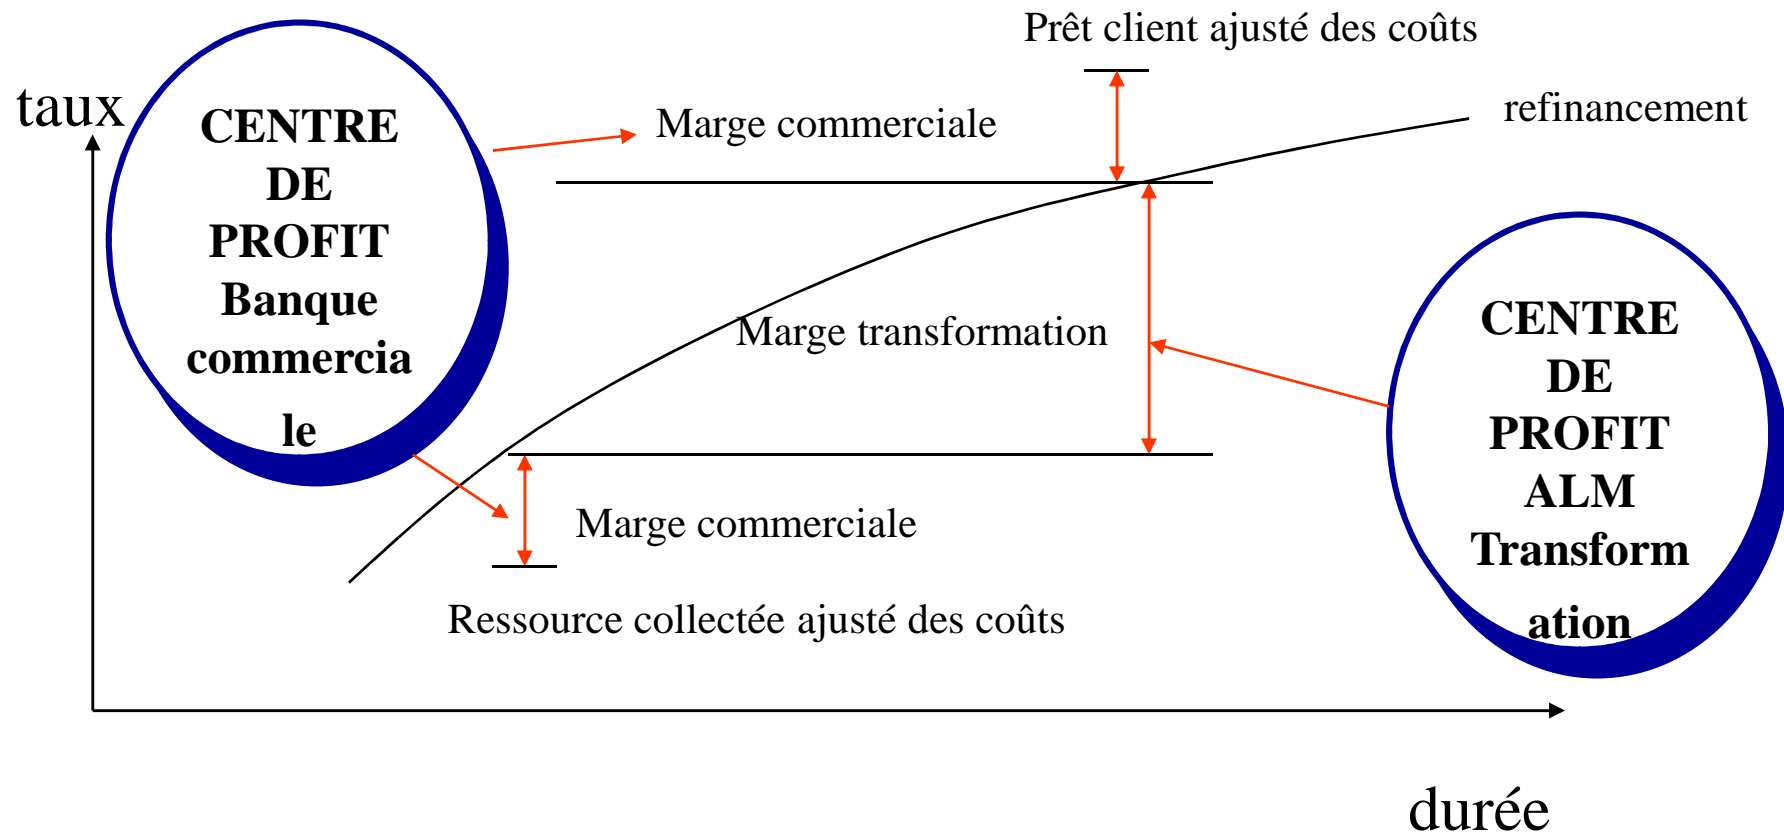 Prêt client ajusté des coûts
taux
CENTRE
DE
PROFIT
Banque
commercia
le
Marge commerciale
refinancement
Marge transformation
CENTRE
DE
PROFIT
ALM
Transform
ation
Marge commerciale
Ressource collectée ajusté des coûts
durée